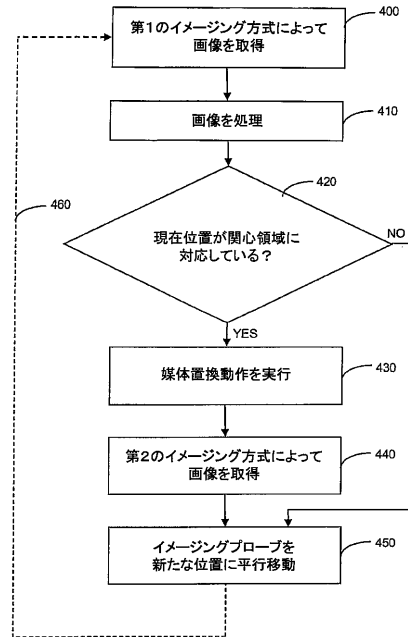 第1のイメージング方式によって
画像を取得
400
画像を処理
410
420
460
現在位置が関心領域に
対応している?
NO
YES
媒体置換動作を実行
430
第2のイメージング方式によって
画像を取得
440
イメージングプローブを
新たな位置に平行移動
450